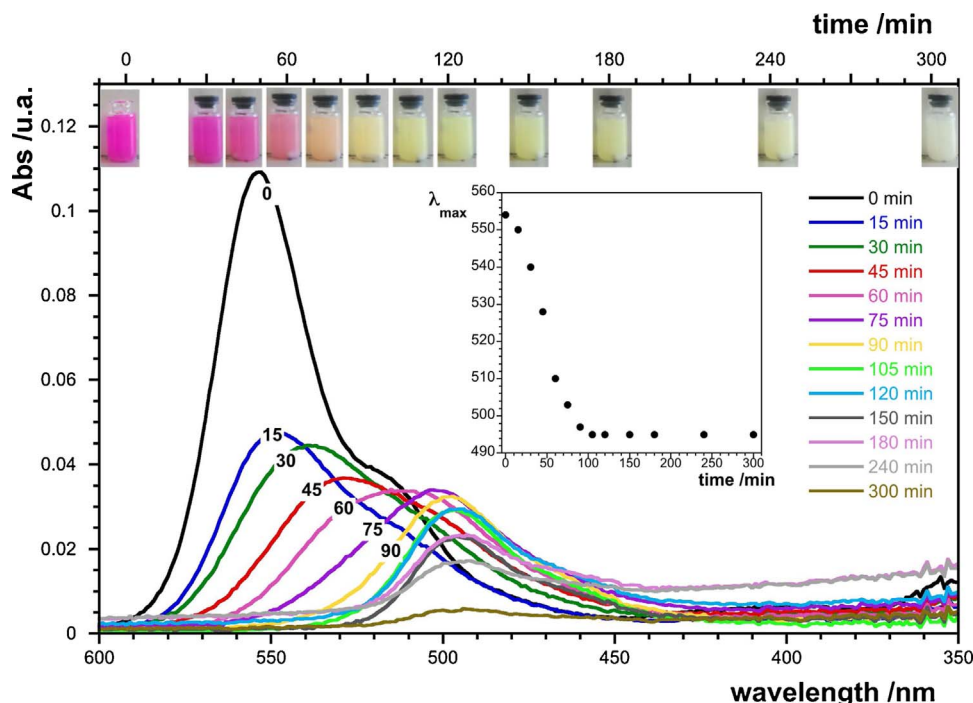 time /min
0 60 120 180 240 300
Abs /u.a.
0.12
0.1
0.08
0.06
0.04
0.02
0
0
15
30
45
60
75
90
λmax
560
550
540
530
520
510
500
490
0 50 100 150 200 250 300
time /min
0 min
15 min
30 min
45 min
60 min
75 min
90 min
105 min
120 min
150 min
180 min
240 min
300 min
600 550 500 450 400 350
wavelength /nm